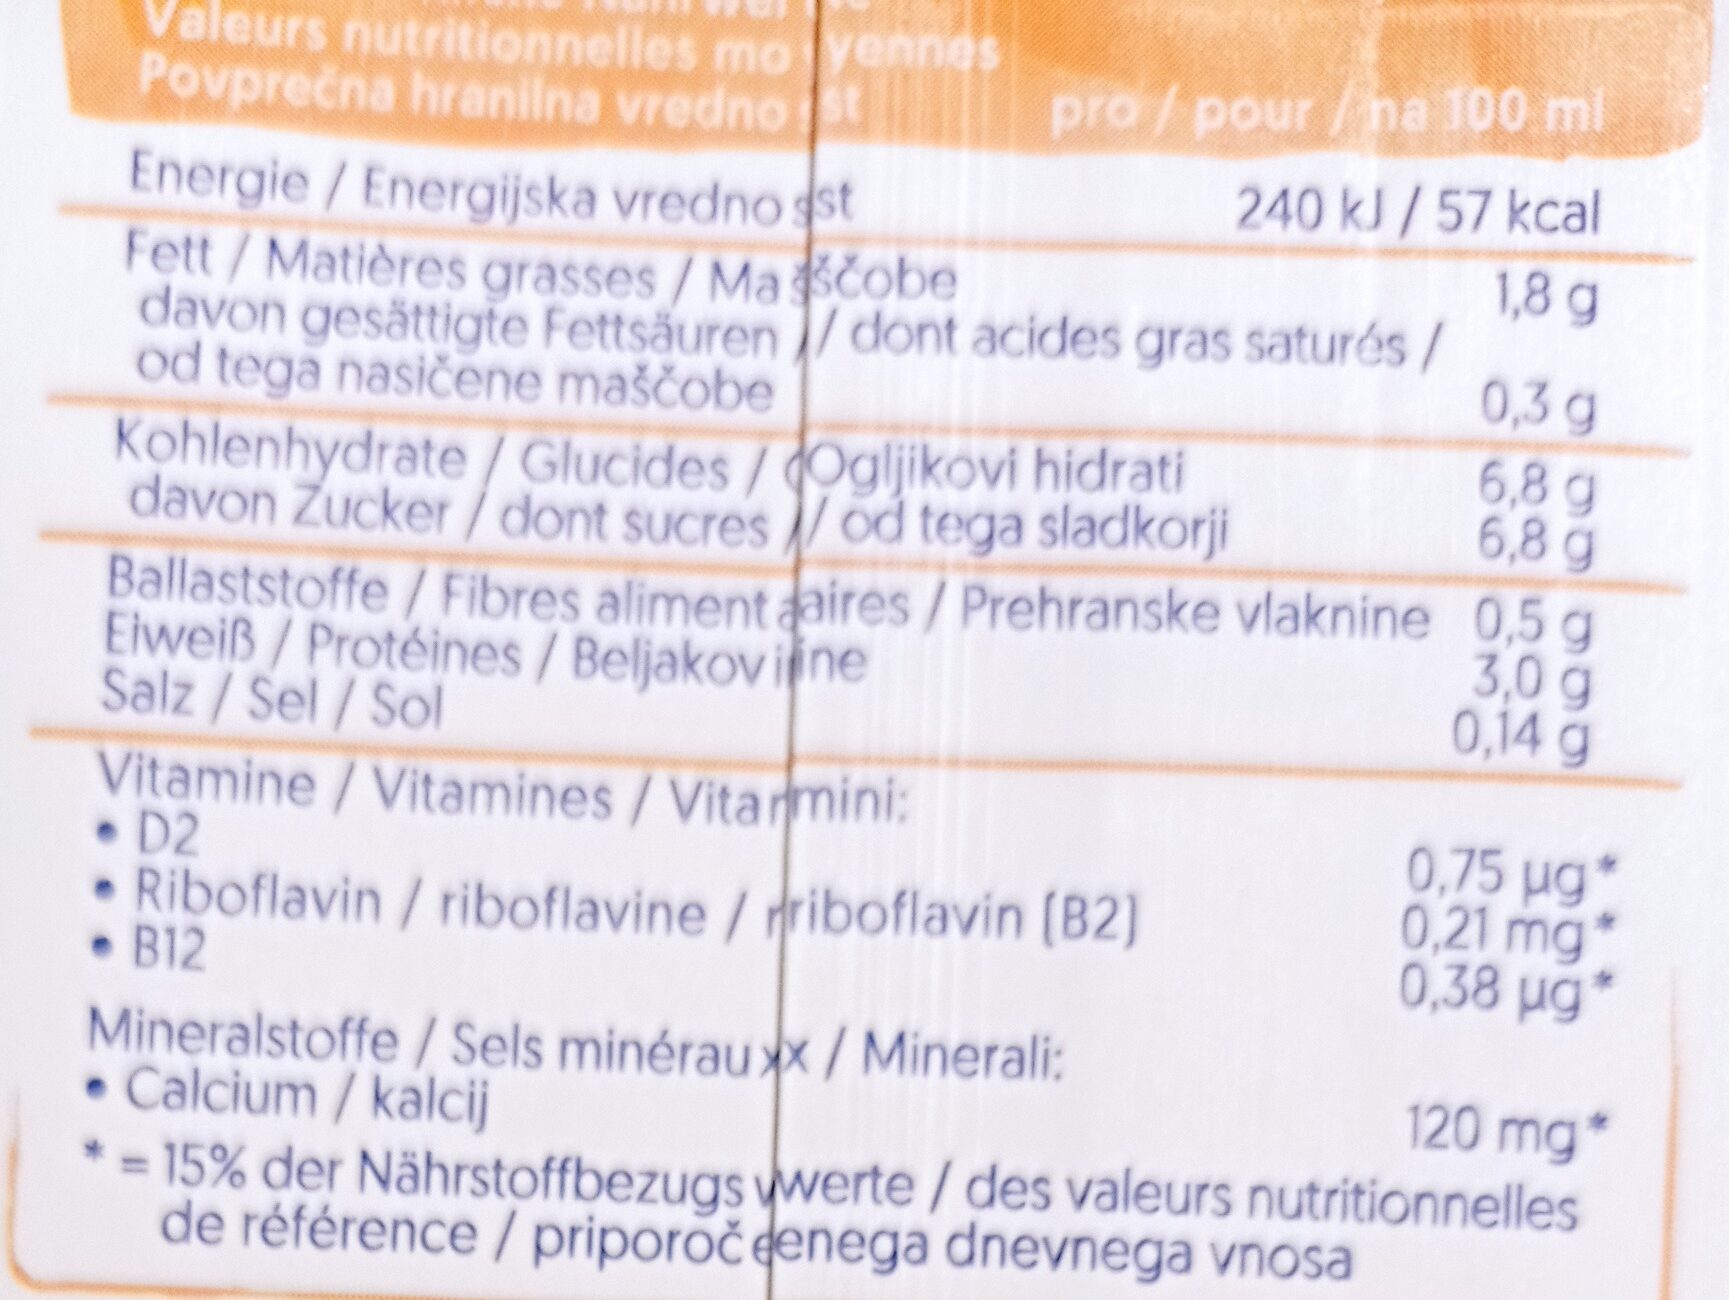 Valeurs nutritionnelles moyennes
Povprečna hranilna vrednost pro / pour / na 100 ml
Energie / Energijska vrednost 240 kJ / 57 kcal
Fett / Matières grasses / Maščobe 1,8 g
davon gesättigte Fettsäuren / dont acides gras saturés /
od tega nasičene maščobe 0,3 g
Kohlenhydrate / Glucides / Ogljikovi hidrati 6,8 g
davon Zucker / dont sucres / od tega sladkorji 6,8 g
Ballaststoffe / Fibres alimentaires / Prehranske vlaknine 0,5 g
Eiweiß / Protéines / Beljakovine 3,0 g
Salz / Sel / Sol 0,14 g
Vitamine / Vitamines / Vitamini:
• D2 0,75 µg*
• Riboflavin / riboflavine / riboflavin (B2) 0,21 mg*
• B12 0,38 µg*
Mineralstoffe / Sels minéraux / Minerali:
• Calcium / kalcij 120 mg*
* = 15% der Nährstoffbezugswerte / des valeurs nutritionnelles
de référence / priporočenega dnevnega vnosa